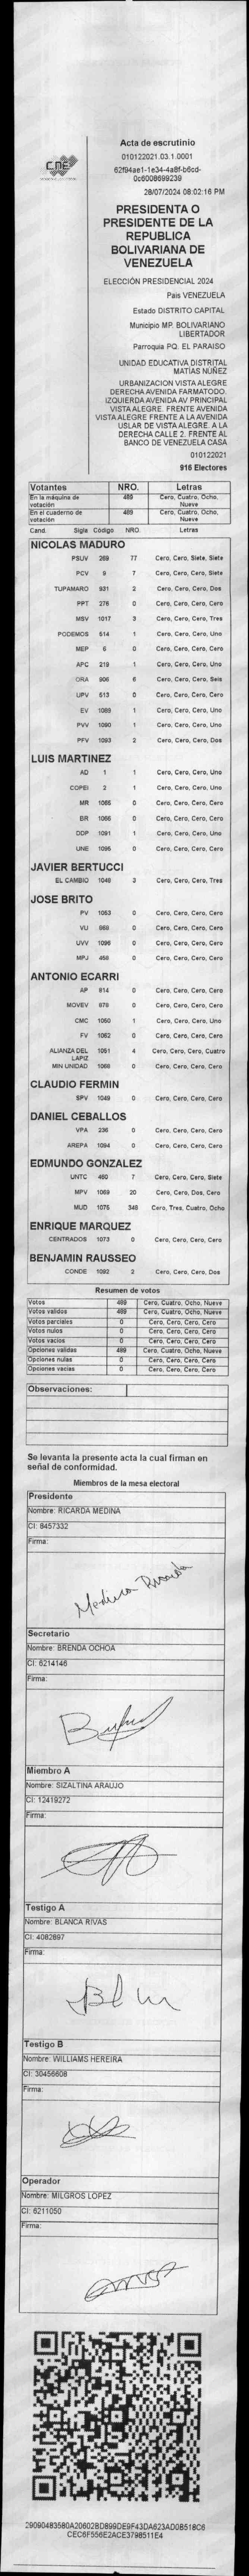 CNE
Acta de escrutinio
010122021.03.1.0001
62f94ae1-1e34-4a8f-b6cd-
0c6008699239
28/07/2024 08:02:16 PM
PRESIDENTA O
PRESIDENTE DE LA
REPUBLICA
BOLIVARIANA DE
VENEZUELA
ELECCIÓN PRESIDENCIAL 2024
Pais VENEZUELA
Estado DISTRITO CAPITAL
Municipio MP. BOLIVARIANO
LIBERTADOR
Parroquia PQ. EL PARAISO
UNIDAD EDUCATIVA DISTRITAL
MATÍAS NÚÑEZ
URBANIZACION VISTA ALEGRE
DERECHA AVENIDA FARMATODO.
IZQUIERDA AVENIDA AV PRINCIPAL
VISTA ALEGRE. FRENTE AVENIDA
VISTA ALEGRE FRENTE A LA AVENIDA
USLAR DE VISTA ALEGRE. A LA
DERECHA CALLE 2. FRENTE AL
BANCO DE VENEZUELA CASA
010122021
916 Electores
Votantes NRO. Letras
En la máquina de votación 489 Cero, Cuatro, Ocho, Nueve
En el cuaderno de votación 489 Cero, Cuatro, Ocho, Nueve
Cand. Sigla Código NRO. Letras
NICOLAS MADURO
PSUV 269 77 Cero, Cero, Siete, Siete
PCV 9 7 Cero, Cero, Cero, Siete
TUPAMARO 931 2 Cero, Cero, Cero, Dos
PPT 276 0 Cero, Cero, Cero, Cero
MSV 1017 3 Cero, Cero, Cero, Tres
PODEMOS 514 1 Cero, Cero, Cero, Uno
MEP 6 0 Cero, Cero, Cero, Cero
APC 219 1 Cero, Cero, Cero, Uno
ORA 906 6 Cero, Cero, Cero, Seis
UPV 513 0 Cero, Cero, Cero, Cero
EV 1089 1 Cero, Cero, Cero, Uno
PVV 1090 1 Cero, Cero, Cero, Uno
PFV 1093 2 Cero, Cero, Cero, Dos
LUIS MARTINEZ
AD 1 1 Cero, Cero, Cero, Uno
COPEI 2 1 Cero, Cero, Cero, Uno
MR 1065 0 Cero, Cero, Cero, Cero
BR 1066 0 Cero, Cero, Cero, Cero
DDP 1091 1 Cero, Cero, Cero, Uno
UNE 1095 0 Cero, Cero, Cero, Cero
JAVIER BERTUCCI
EL CAMBIO 1048 3 Cero, Cero, Cero, Tres
JOSE BRITO
PV 1053 0 Cero, Cero, Cero, Cero
VU 969 0 Cero, Cero, Cero, Cero
UVV 1096 0 Cero, Cero, Cero, Cero
MPJ 458 0 Cero, Cero, Cero, Cero
ANTONIO ECARRI
AP 814 0 Cero, Cero, Cero, Cero
MOVEV 979 0 Cero, Cero, Cero, Cero
CMC 1050 1 Cero, Cero, Cero, Uno
FV 1062 0 Cero, Cero, Cero, Cero
ALIANZA DEL LAPIZ 1051 4 Cero, Cero, Cero, Cuatro
MIN UNIDAD 1069 0 Cero, Cero, Cero, Cero
CLAUDIO FERMIN
SPV 1049 0 Cero, Cero, Cero, Cero
DANIEL CEBALLOS
VPA 236 0 Cero, Cero, Cero, Cero
AREPA 1094 0 Cero, Cero, Cero, Cero
EDMUNDO GONZALEZ
UNTC 460 7 Cero, Cero, Cero, Siete
MPV 1069 20 Cero, Cero, Dos, Cero
MUD 1075 348 Cero, Tres, Cuatro, Ocho
ENRIQUE MARQUEZ
CENTRADOS 1073 0 Cero, Cero, Cero, Cero
BENJAMIN RAUSSEO
CONDE 1092 2 Cero, Cero, Cero, Dos
Resumen de votos
Votos 489 Cero, Cuatro, Ocho, Nueve
Votos validos 489 Cero, Cuatro, Ocho, Nueve
Votos parciales 0 Cero, Cero, Cero, Cero
Votos nulos 0 Cero, Cero, Cero, Cero
Votos vacios 0 Cero, Cero, Cero, Cero
Opciones validas 489 Cero, Cuatro, Ocho, Nueve
Opciones nulas 0 Cero, Cero, Cero, Cero
Opciones vacias 0 Cero, Cero, Cero, Cero
Observaciones:
Se levanta la presente acta la cual firman en
señal de conformidad.
Miembros de la mesa electoral
Presidente
Nombre: RICARDA MEDINA
CI: 8457332
Firma:
Medina Ricarda
Secretario
Nombre: BRENDA OCHOA
CI: 6214146
Firma:
Miembro A
Nombre: SIZALTINA ARAUJO
CI: 12419272
Firma:
Testigo A
Nombre: BLANCA RIVAS
CI: 4082897
Firma:
Testigo B
Nombre: WILLIAMS HEREIRA
CI: 30456608
Firma:
Operador
Nombre: MILGROS LOPEZ
CI: 6211050
Firma:
29090483580A20602BD899DE9F43DA623AD0B518C6
CEC6F556E2ACE3798511E4